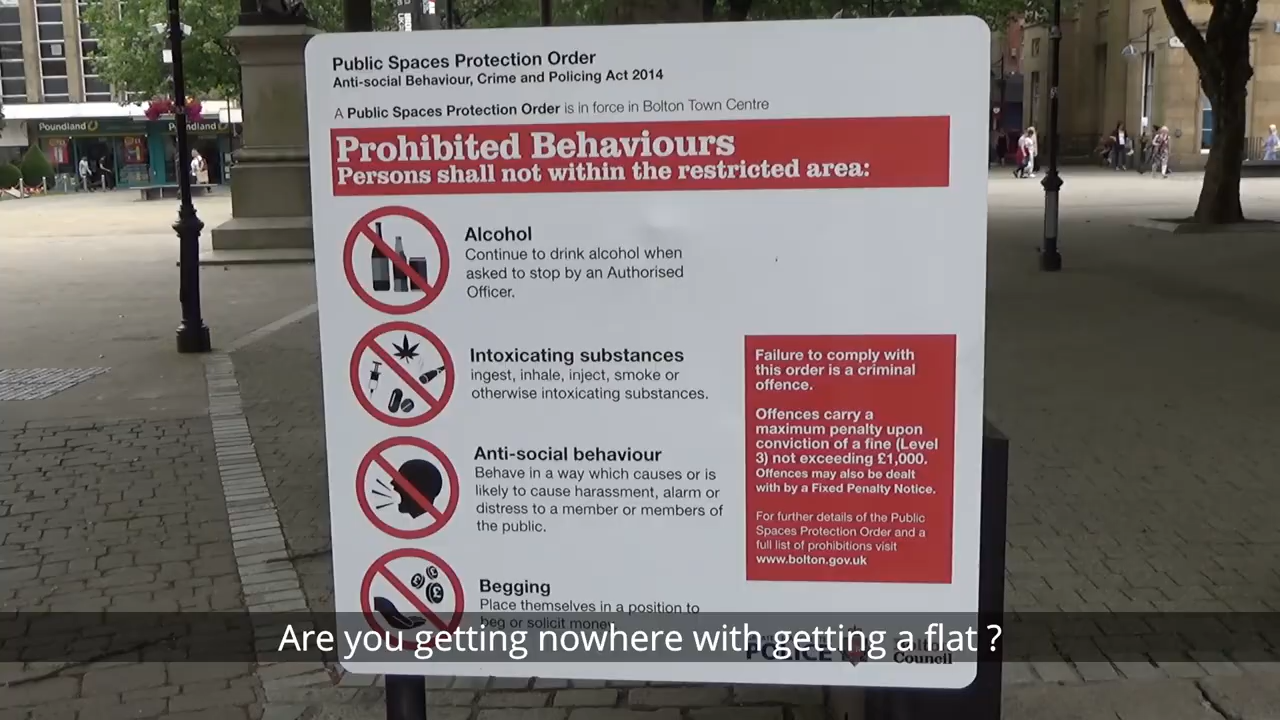 Public Spaces Protection Order
Anti-social Behaviour, Crime and Policing Act 2014
A Public Spaces Protection Order is in force in Bolton Town Centre
Prohibited Behaviours
Persons shall not within the restricted area:
Alcohol
Continue to drink alcohol when
asked to stop by an Authorised
Officer.
Intoxicating substances
ingest, inhale, inject, smoke or
otherwise intoxicating substances.
Anti-social behaviour
Behave in a way which causes or is
likely to cause harassment, alarm or
distress to a member or members of
the public.
Begging
Place themselves in a position to
beg or solicit money
Failure to comply with
this order is a criminal
offence.
Offences carry a
maximum penalty upon
conviction of a fine (Level
3) not exceeding £1,000.
Offences may also be dealt
with by a Fixed Penalty Notice.
For further details of the Public
Spaces Protection Order and a
full list of prohibitions visit
www.bolton.gov.uk
POLICE
Council
Poundland
Poundland
Are you getting nowhere with getting a flat ?